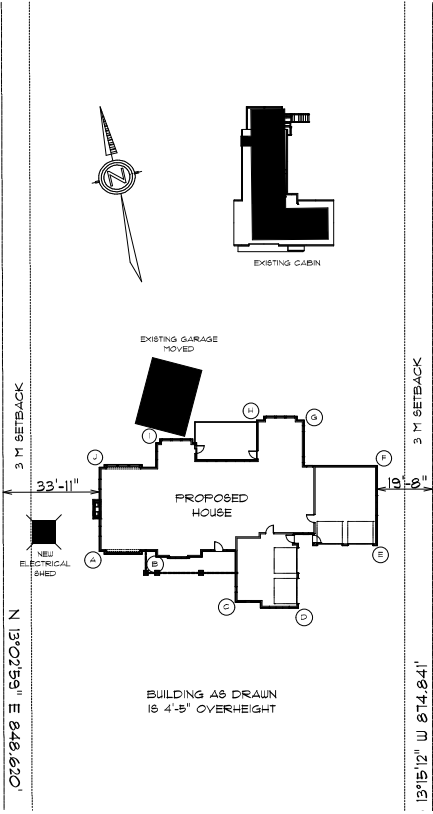 N
EXISTING CABIN
EXISTING GARAGE
MOVED
3 M SETBACK
3 M SETBACK
H
G
I
J
F
33'-11"
19'-8"
PROPOSED
HOUSE
NEW
ELECTRICAL
SHED
A
B
E
C
D
N 13°02'59" E 848.620'
13°15'12" W 874.841'
BUILDING AS DRAWN
IS 4'-5" OVERHEIGHT